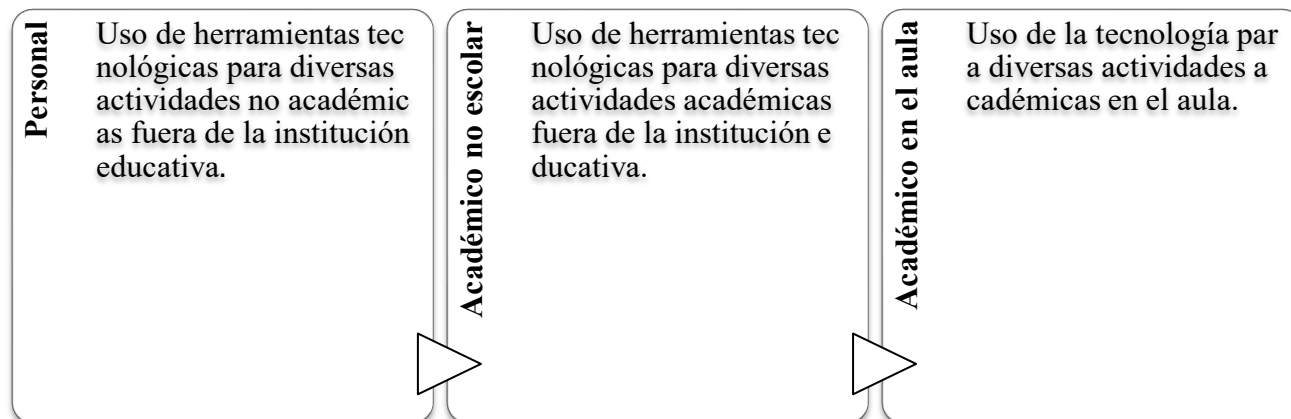 Personal
Uso de herramientas tec
nológicas para diversas
actividades no académic
as fuera de la institución
educativa.
Académico no escolar
Uso de herramientas tec
nológicas para diversas
actividades académicas
fuera de la institución e
ducativa.
Académico en el aula
Uso de la tecnología par
a diversas actividades a
cadémicas en el aula.